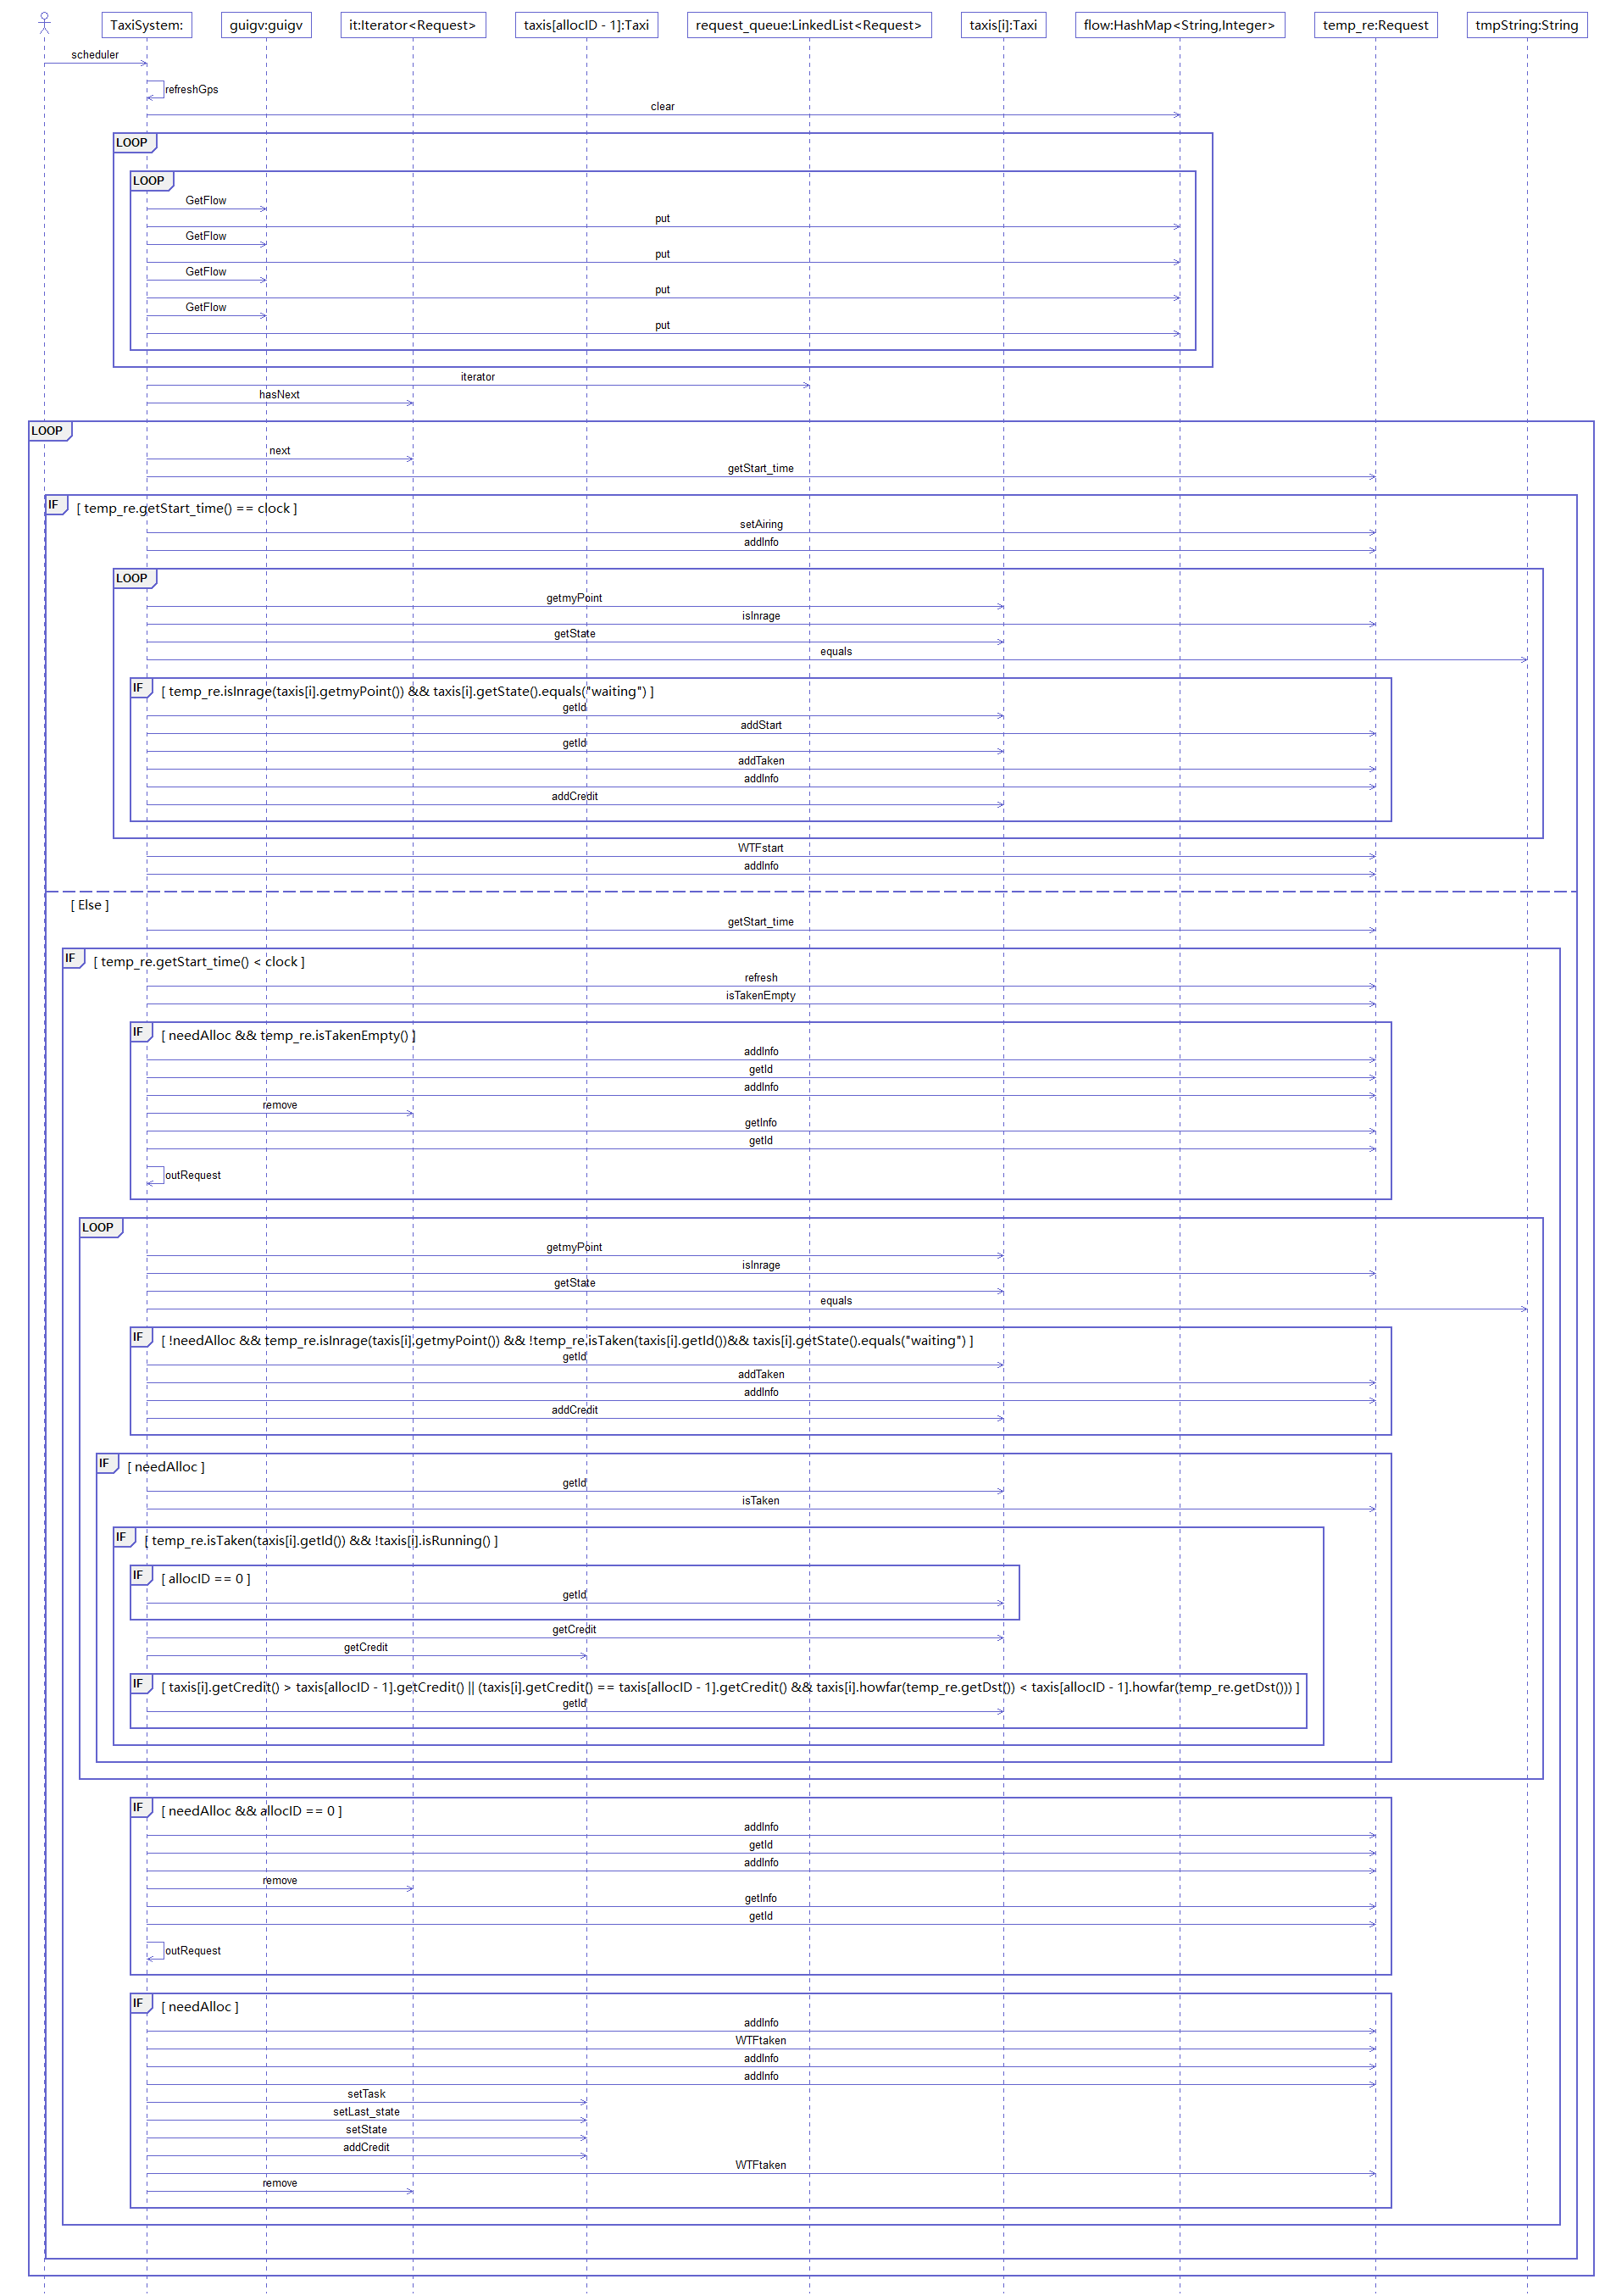 TaxiSystem:
guigv:guigv
it:Iterator<Request>
taxis[allocID - 1]:Taxi
request_queue:LinkedList<Request>
taxis[i]:Taxi
flow:HashMap<String,Integer>
temp_re:Request
tmpString:String
scheduler
refreshGps
clear
LOOP
LOOP
GetFlow
put
GetFlow
put
GetFlow
put
GetFlow
put
iterator
hasNext
LOOP
next
getStart_time
IF [ temp_re.getStart_time() == clock ]
setAiring
addInfo
LOOP
getmyPoint
isInrage
getState
equals
IF [ temp_re.isInrage(taxis[i].getmyPoint()) && taxis[i].getState().equals("waiting") ]
getId
addStart
getId
addTaken
addInfo
addCredit
WTFstart
addInfo
[ Else ]
getStart_time
IF [ temp_re.getStart_time() < clock ]
refresh
isTakenEmpty
IF [ needAlloc && temp_re.isTakenEmpty() ]
addInfo
getId
addInfo
remove
getInfo
getId
outRequest
LOOP
getmyPoint
isInrage
getState
equals
IF [ !needAlloc && temp_re.isInrage(taxis[i].getmyPoint()) && !temp_re.isTaken(taxis[i].getId())&& taxis[i].getState().equals("waiting") ]
getId
addTaken
addInfo
addCredit
IF [ needAlloc ]
getId
isTaken
IF [ temp_re.isTaken(taxis[i].getId()) && !taxis[i].isRunning() ]
IF [ allocID == 0 ]
getId
getCredit
getCredit
IF [ taxis[i].getCredit() > taxis[allocID - 1].getCredit() || (taxis[i].getCredit() == taxis[allocID - 1].getCredit() && taxis[i].howfar(temp_re.getDst()) < taxis[allocID - 1].howfar(temp_re.getDst())) ]
getId
IF [ needAlloc && allocID == 0 ]
addInfo
getId
addInfo
remove
getInfo
getId
outRequest
IF [ needAlloc ]
addInfo
WTFtaken
addInfo
addInfo
setTask
setLast_state
setState
addCredit
WTFtaken
remove